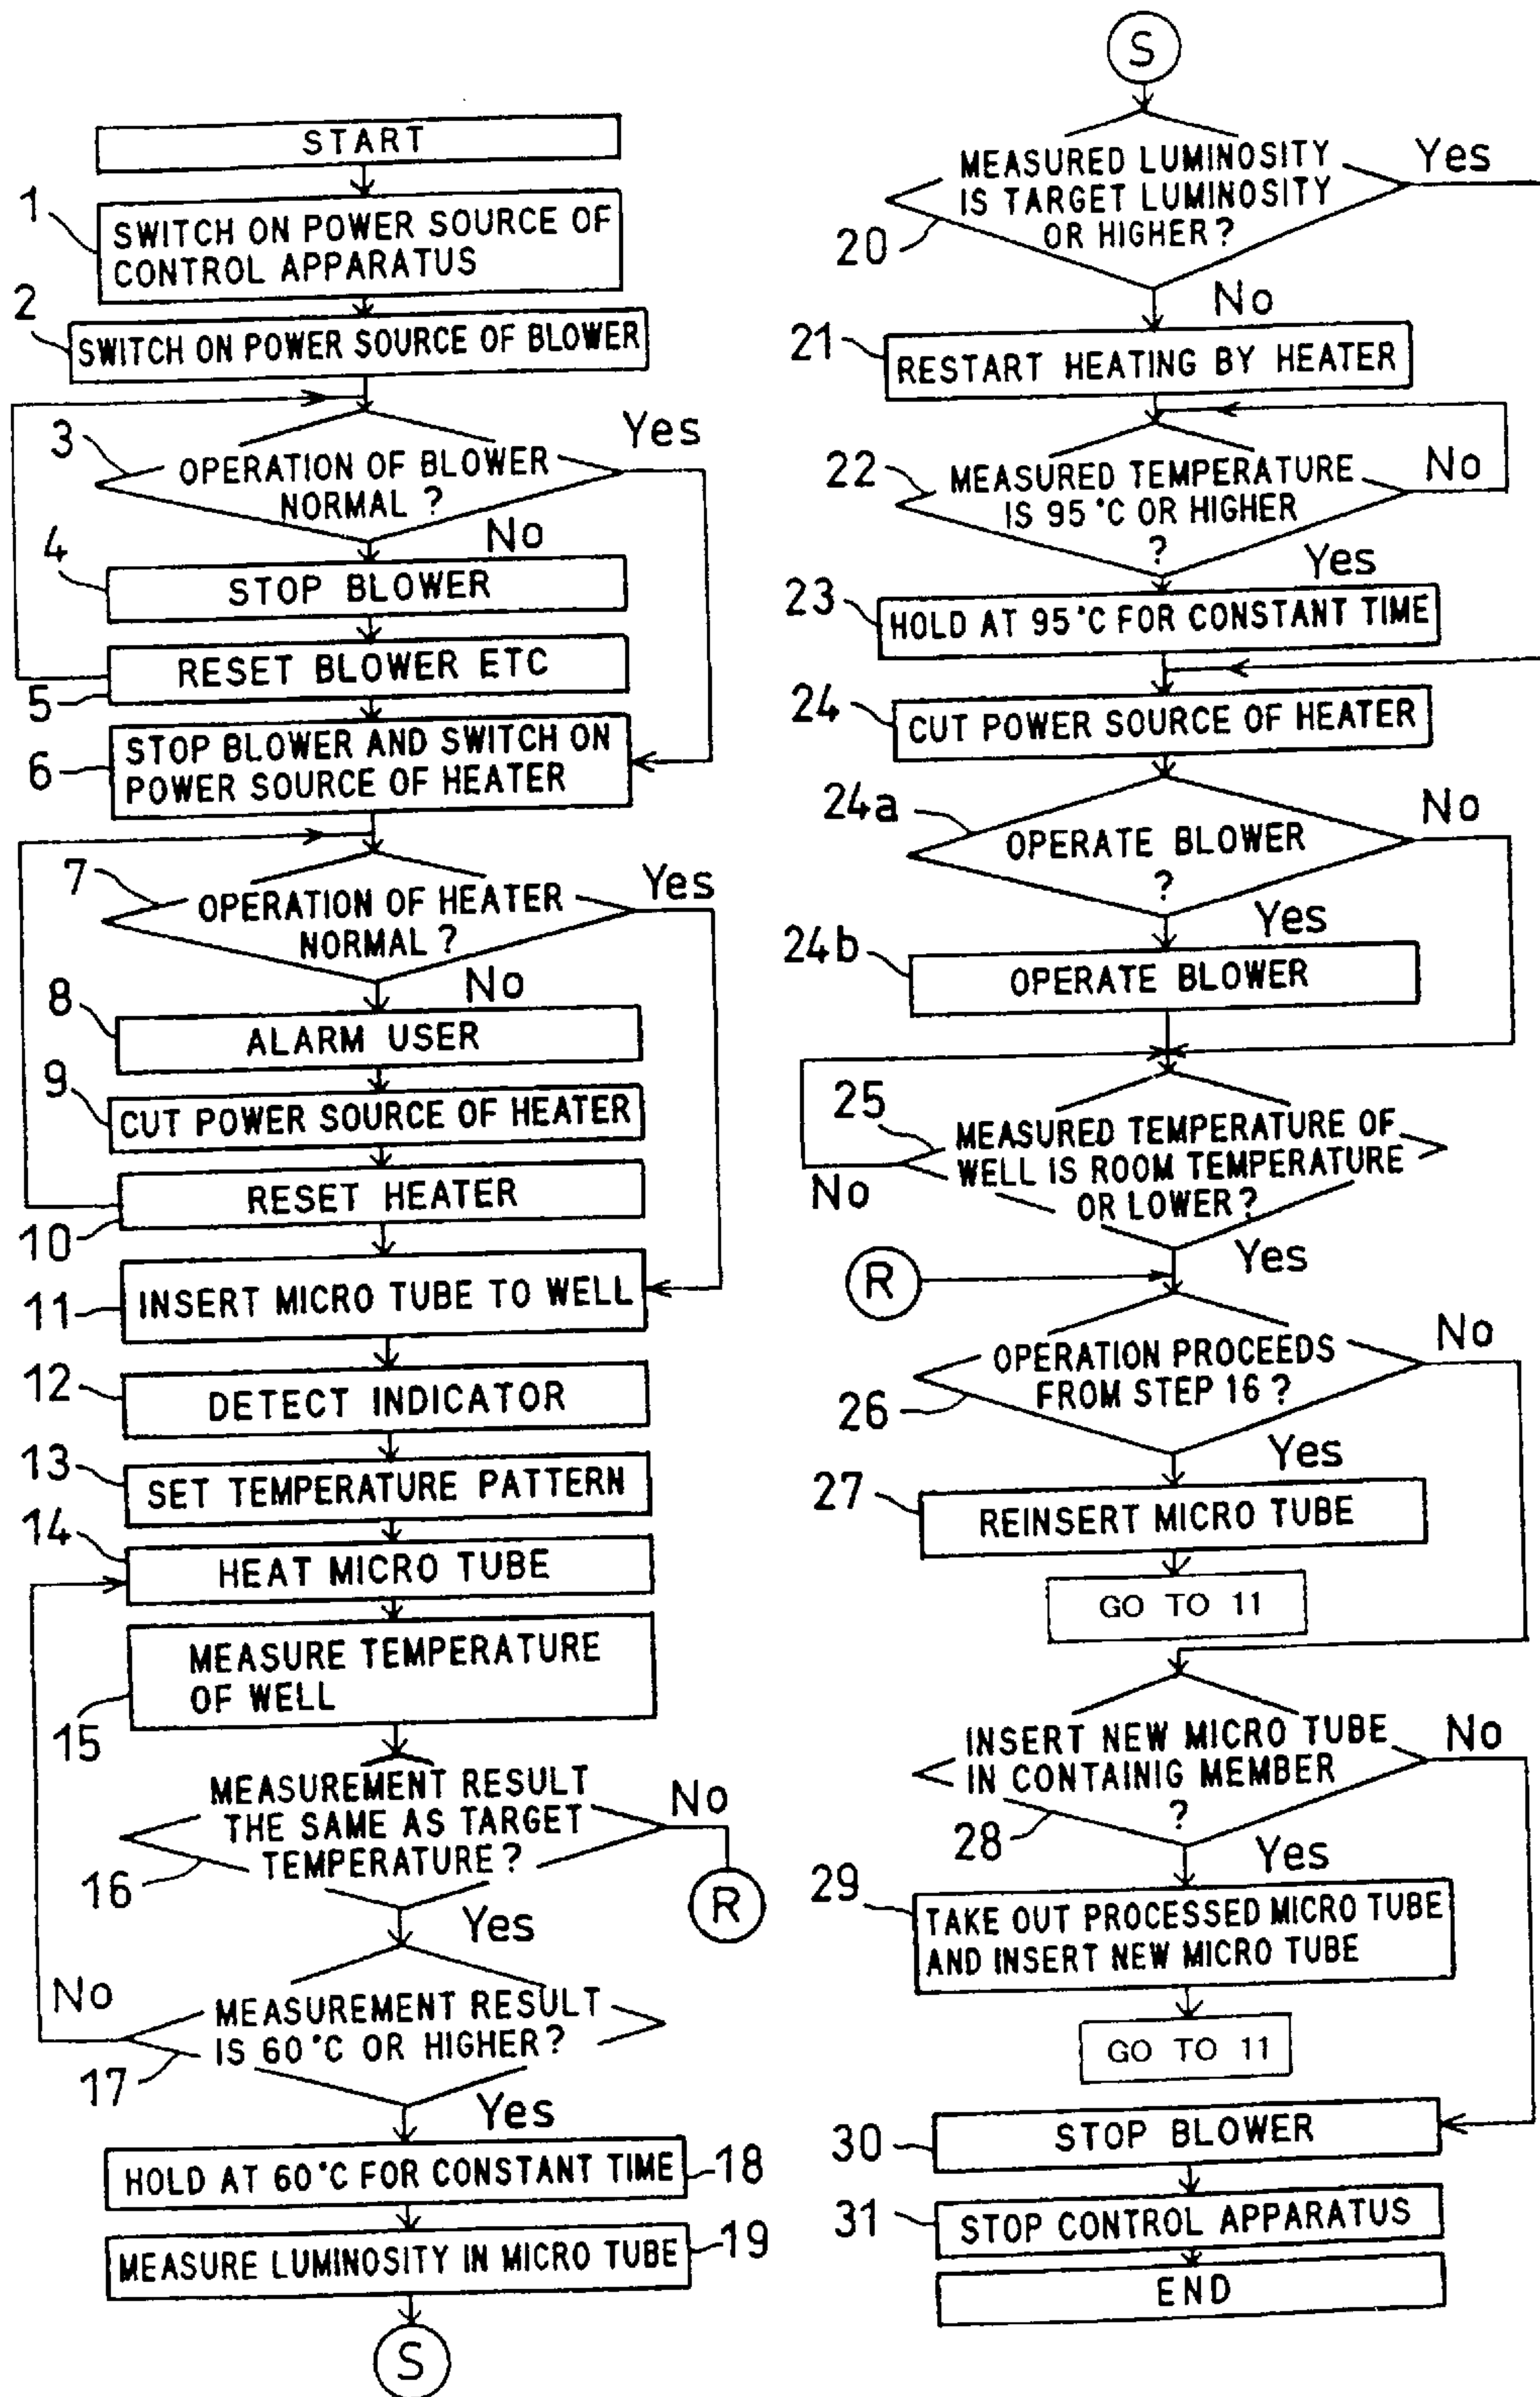 START
1
SWITCH ON POWER SOURCE OF
CONTROL APPARATUS
2
SWITCH ON POWER SOURCE OF BLOWER
3
OPERATION OF BLOWER
NORMAL ?
Yes
No
4
STOP BLOWER
RESET BLOWER ETC
5
STOP BLOWER AND SWITCH ON
POWER SOURCE OF HEATER
6
7
OPERATION OF HEATER
NORMAL ?
Yes
No
8
ALARM USER
9
CUT POWER SOURCE OF HEATER
RESET HEATER
10
INSERT MICRO TUBE TO WELL
11
12
DETECT INDICATOR
13
SET TEMPERATURE PATTERN
14
HEAT MICRO TUBE
MEASURE TEMPERATURE
OF WELL
15
MEASUREMENT RESULT
THE SAME AS TARGET
TEMPERATURE ?
No
16
R
Yes
No
MEASUREMENT RESULT
IS 60°C OR HIGHER ?
17
Yes
HOLD AT 60°C FOR CONSTANT TIME
18
MEASURE LUMINOSITY IN MICRO TUBE
19
S
S
MEASURED LUMINOSITY
IS TARGET LUMINOSITY
OR HIGHER ?
Yes
20
No
21
RESTART HEATING BY HEATER
22
MEASURED TEMPERATURE
IS 95°C OR HIGHER
?
No
Yes
23
HOLD AT 95°C FOR CONSTANT TIME
24
CUT POWER SOURCE OF HEATER
24a
OPERATE BLOWER
?
No
Yes
24b
OPERATE BLOWER
25
MEASURED TEMPERATURE OF
WELL IS ROOM TEMPERATURE
OR LOWER ?
No
Yes
R
OPERATION PROCEEDS
FROM STEP 16 ?
No
26
Yes
27
REINSERT MICRO TUBE
GO TO 11
INSERT NEW MICRO TUBE
IN CONTAINIG MEMBER
?
No
28
Yes
29
TAKE OUT PROCESSED MICRO TUBE
AND INSERT NEW MICRO TUBE
GO TO 11
30
STOP BLOWER
31
STOP CONTROL APPARATUS
END